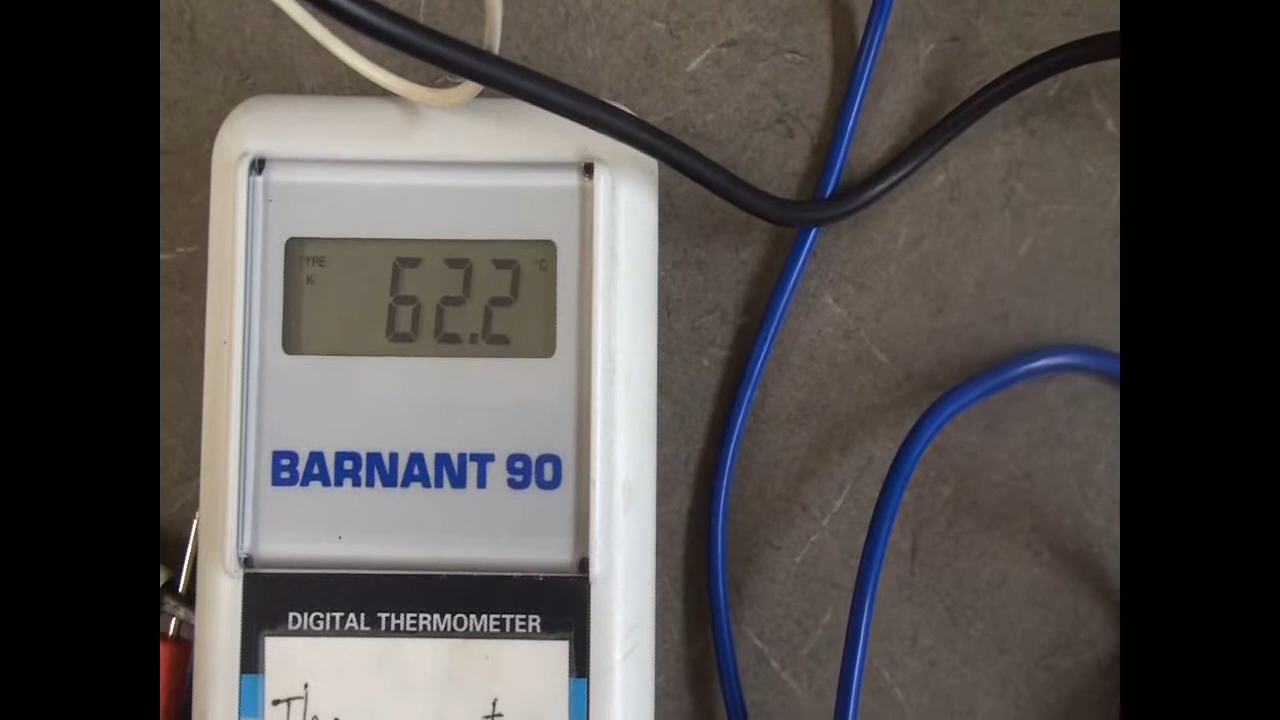 TYPE
K
62.2 °C
BARNANT 90
DIGITAL THERMOMETER